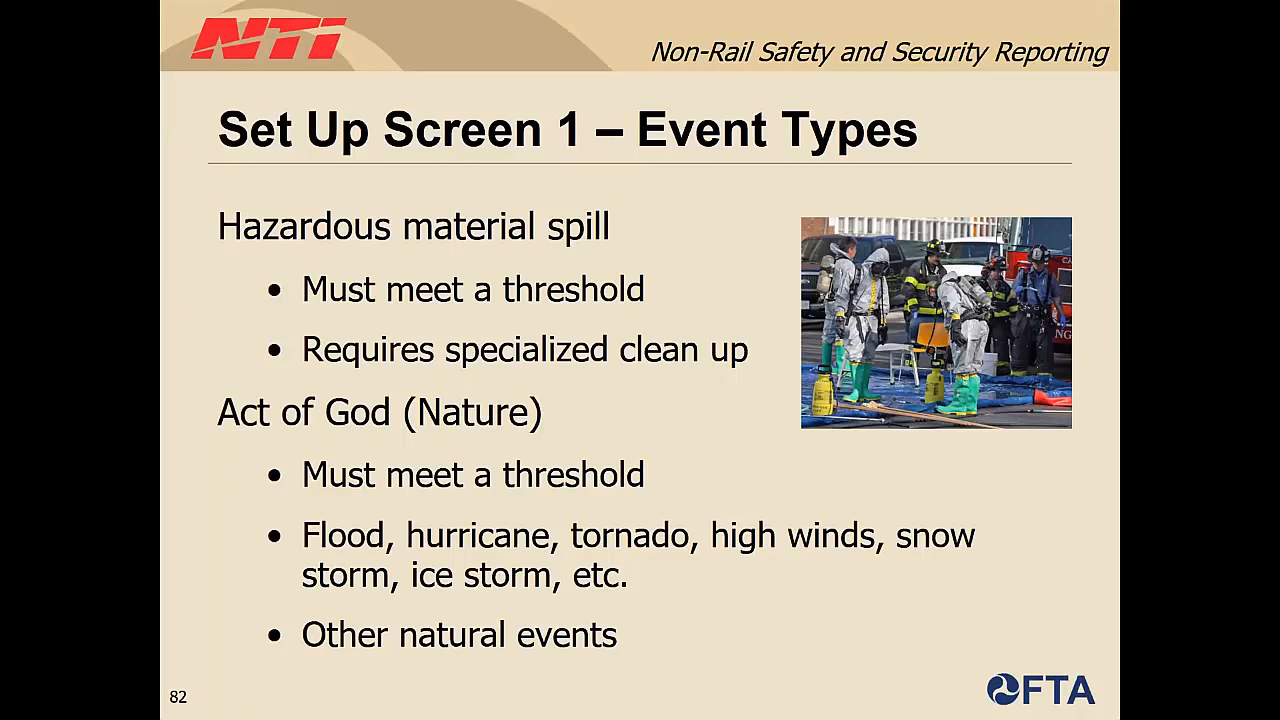 NTI
Non-Rail Safety and Security Reporting
Set Up Screen 1 – Event Types
Hazardous material spill
• Must meet a threshold
• Requires specialized clean up
Act of God (Nature)
• Must meet a threshold
• Flood, hurricane, tornado, high winds, snow
storm, ice storm, etc.
• Other natural events
82
FTA